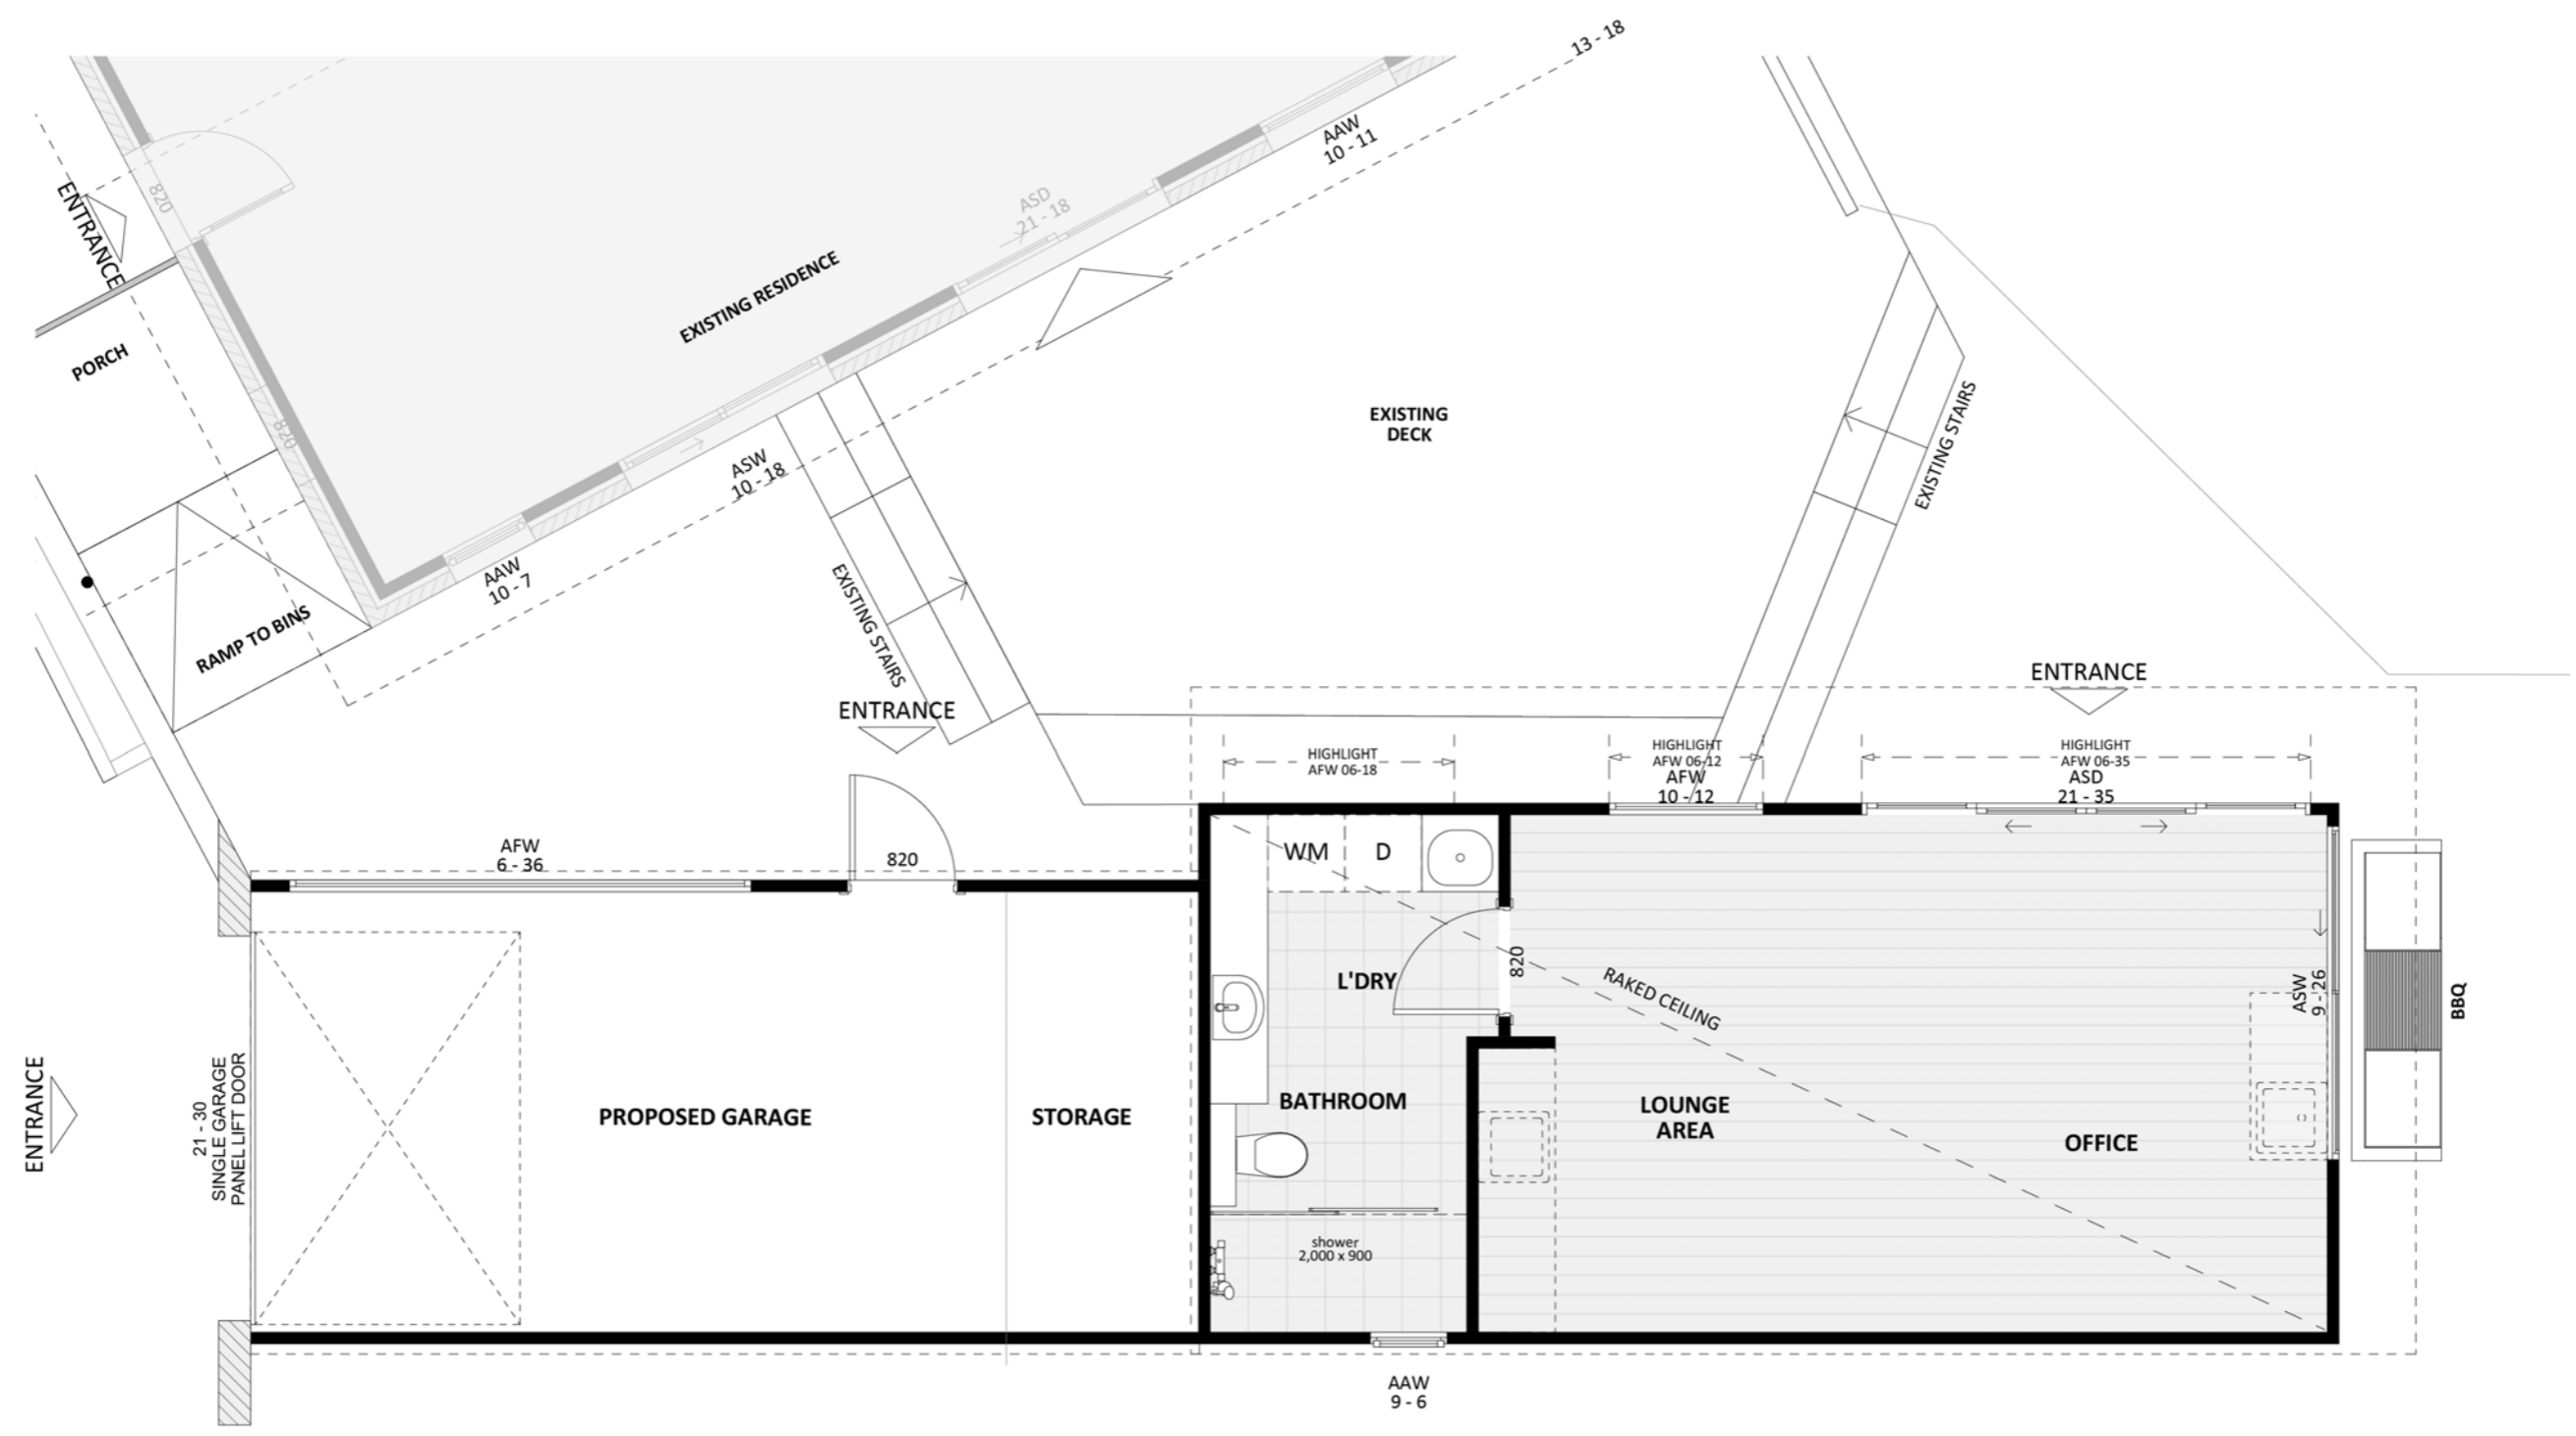 13 - 18
AAW
10 - 11
ENTRANCE
820
ASD
21 - 18
EXISTING RESIDENCE
PORCH
820
EXISTING
DECK
EXISTING STAIRS
ASW
10 - 18
AAW
10 - 7
EXISTING STAIRS
RAMP TO BINS
ENTRANCE
ENTRANCE
HIGHLIGHT
AFW 06-18
HIGHLIGHT
AFW 06-12
AFW
10 - 12
HIGHLIGHT
AFW 06-35
ASD
21 - 35
AFW
6 - 36
820
WM
D
L'DRY
820
RAKED CEILING
ASW
9 - 26
BBQ
ENTRANCE
21 - 30
SINGLE GARAGE
PANEL LIFT DOOR
PROPOSED GARAGE
STORAGE
BATHROOM
LOUNGE
AREA
OFFICE
shower
2,000 x 900
AAW
9 - 6